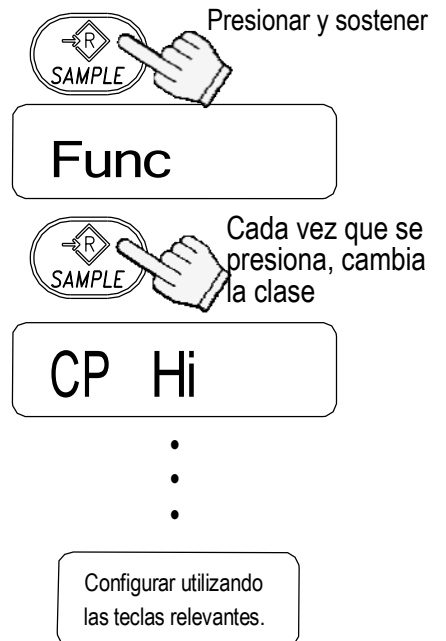 Presionar y sostener
R
SAMPLE
Func
Cada vez que se
presiona, cambia
la clase
R
SAMPLE
CP Hi
Configurar utilizando
las teclas relevantes.